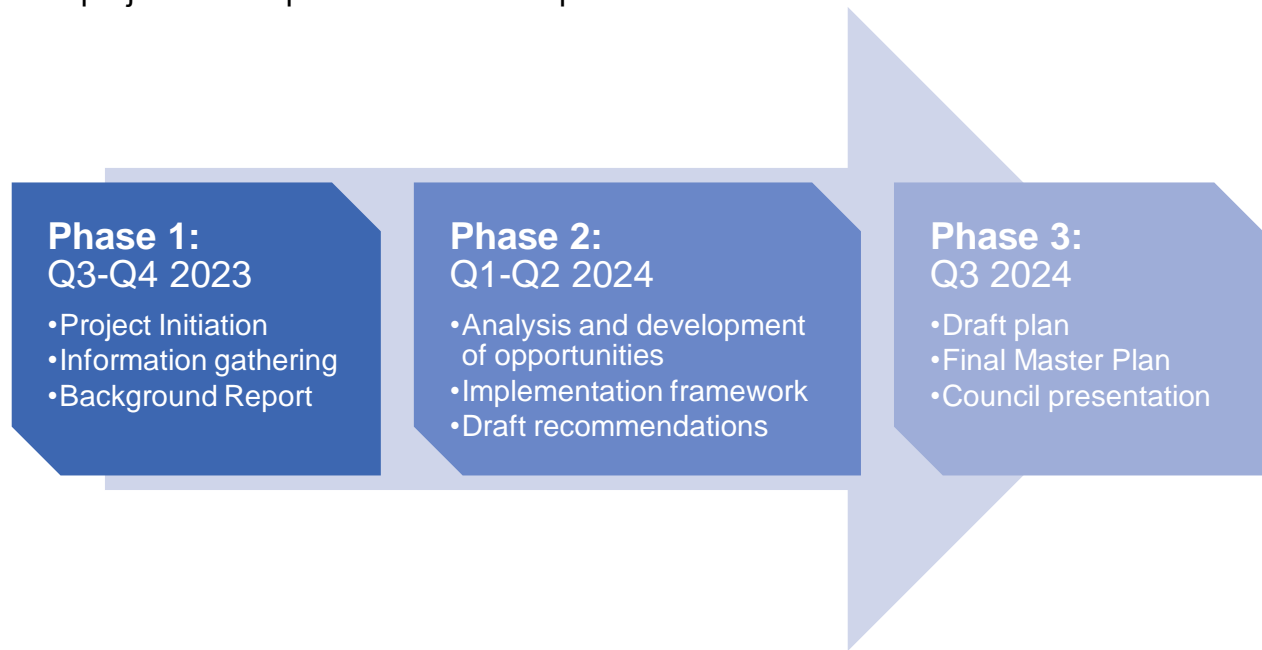 Phase 1:
Q3-Q4 2023
•Project Initiation
•Information gathering
•Background Report
Phase 2:
Q1-Q2 2024
•Analysis and development
of opportunities
•Implementation framework
•Draft recommendations
Phase 3:
Q3 2024
•Draft plan
•Final Master Plan
•Council presentation